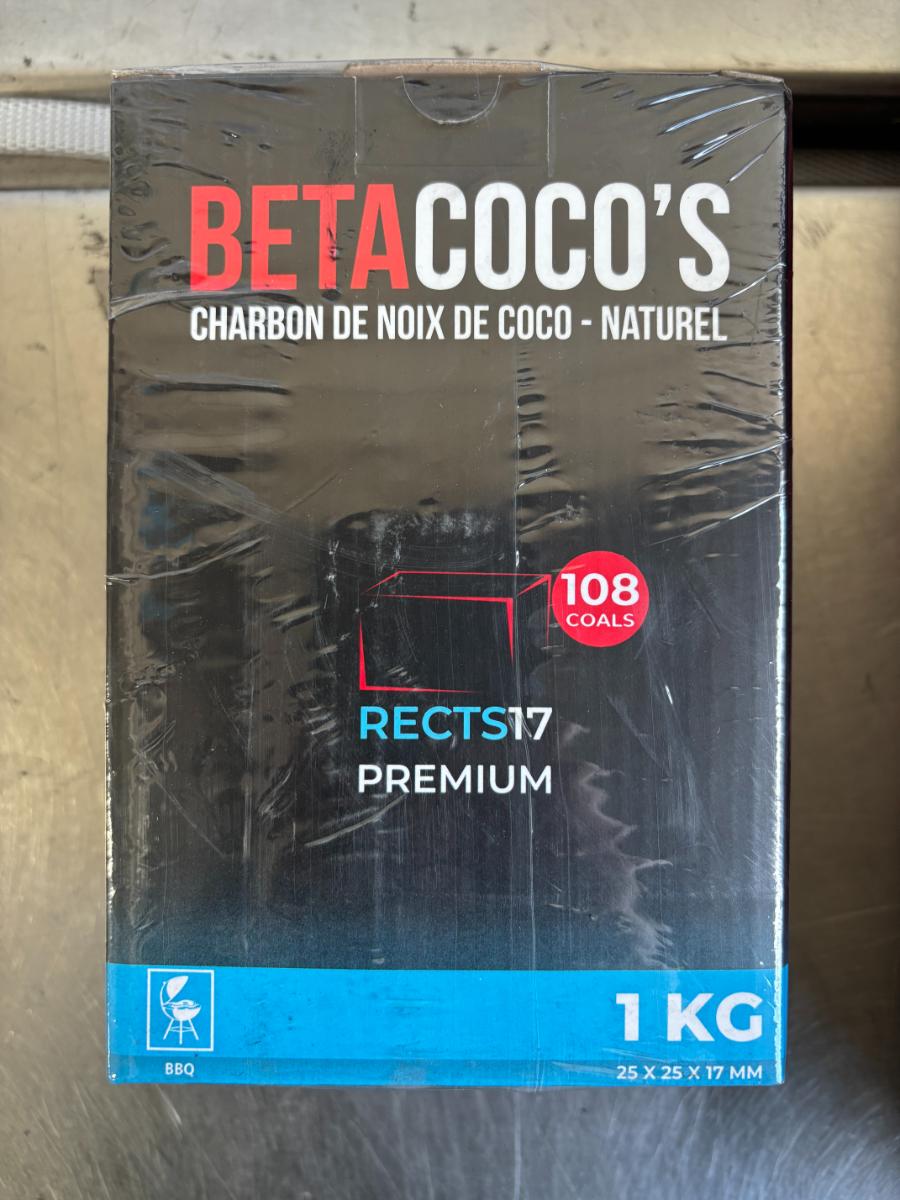 BETACOCO'S
CHARBON DE NOIX DE COCO - NATUREL
108
COALS
RECTS17
PREMIUM
BBQ
1 KG
25 X 25 X 17 MM